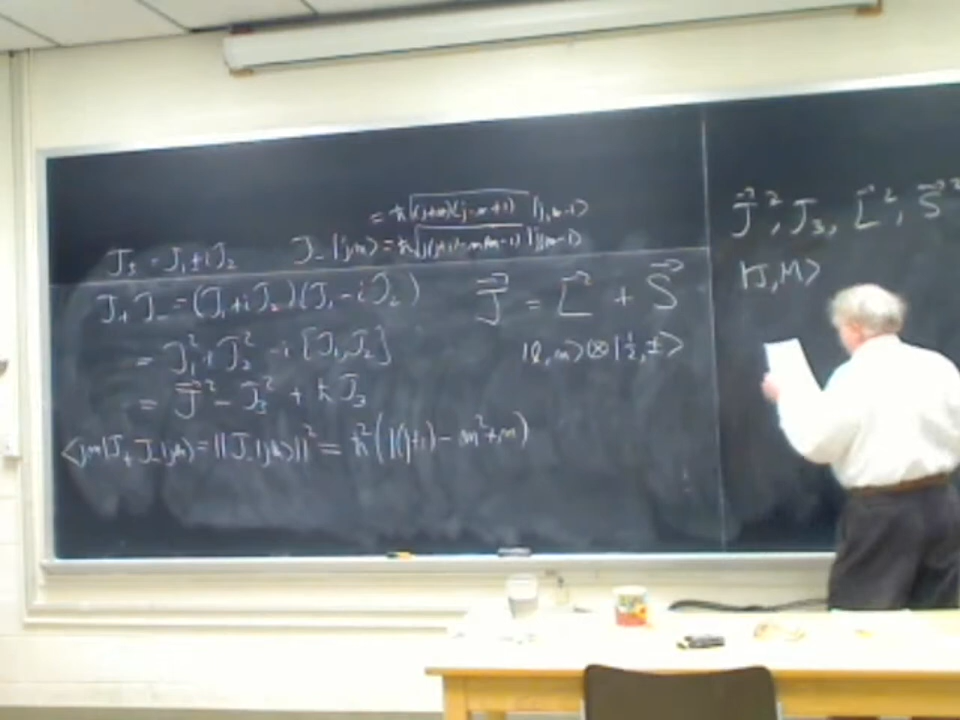 = ħ√(j+m)(j-m+1) |j,m-1>
J± = J₁±iJ₂
J₋|j,m> = ħ√j(j+1)-m(m-1) |j,m-1>
J₊J₋ = (J₁+iJ₂)(J₁-iJ₂)
= J₁²+J₂² -i[J₁,J₂]
= J⃗² - J₃² + ħJ₃
<jm|J₊J₋|jm> = ||J₋|jm>||² = ħ²(j(j+1) - m²+m)
J⃗ = L⃗ + S⃗
|ℓ,m>⊗|½,±>
J⃗², J₃, L⃗², S⃗²
|J,M>